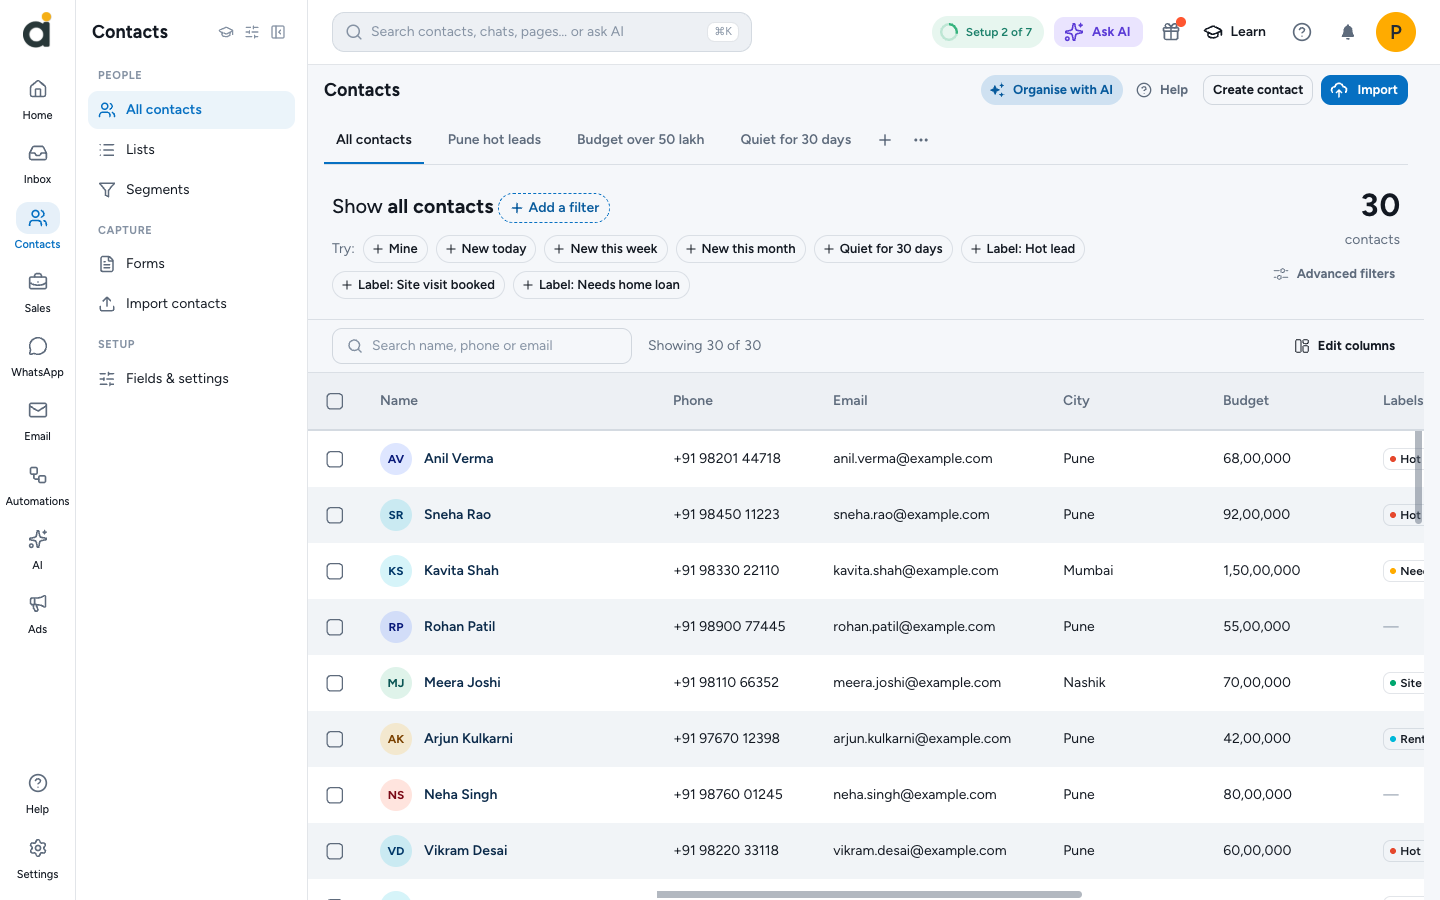 Contacts
PEOPLE
All contacts
Lists
Segments
CAPTURE
Forms
Import contacts
SETUP
Fields & settings
Home
Inbox
Contacts
Sales
WhatsApp
Email
Automations
AI
Ads
Help
Settings
Search contacts, chats, pages... or ask AI ⌘K
Setup 2 of 7
Ask AI
Learn
P
Contacts
Organise with AI
Help
Create contact
Import
All contacts
Pune hot leads
Budget over 50 lakh
Quiet for 30 days
Show all contacts + Add a filter
30
contacts
Try: + Mine + New today + New this week + New this month + Quiet for 30 days + Label: Hot lead
+ Label: Site visit booked + Label: Needs home loan
Advanced filters
Search name, phone or email
Showing 30 of 30
Edit columns
Name Phone Email City Budget Labels
AV Anil Verma +91 98201 44718 anil.verma@example.com Pune 68,00,000 Hot
SR Sneha Rao +91 98450 11223 sneha.rao@example.com Pune 92,00,000 Hot
KS Kavita Shah +91 98330 22110 kavita.shah@example.com Mumbai 1,50,00,000 Nee
RP Rohan Patil +91 98900 77445 rohan.patil@example.com Pune 55,00,000 —
MJ Meera Joshi +91 98110 66352 meera.joshi@example.com Nashik 70,00,000 Site
AK Arjun Kulkarni +91 97670 12398 arjun.kulkarni@example.com Pune 42,00,000 Rent
NS Neha Singh +91 98760 01245 neha.singh@example.com Pune 80,00,000 —
VD Vikram Desai +91 98220 33118 vikram.desai@example.com Pune 60,00,000 Hot